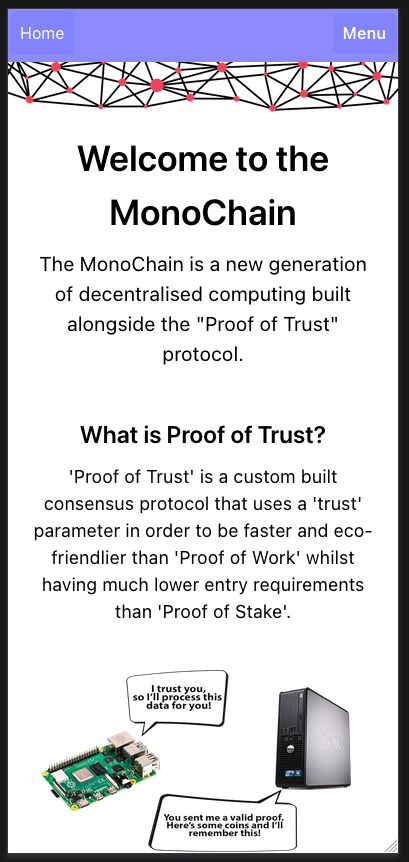 Home
Menu
Welcome to the
MonoChain
The MonoChain is a new generation
of decentralised computing built
alongside the "Proof of Trust"
protocol.
What is Proof of Trust?
'Proof of Trust' is a custom built
consensus protocol that uses a 'trust'
parameter in order to be faster and eco-
friendlier than 'Proof of Work' whilst
having much lower entry requirements
than 'Proof of Stake'.
I trust you,
so I'll process this
data for you!
You sent me a valid proof.
Here's some coins and I'll
remember this!